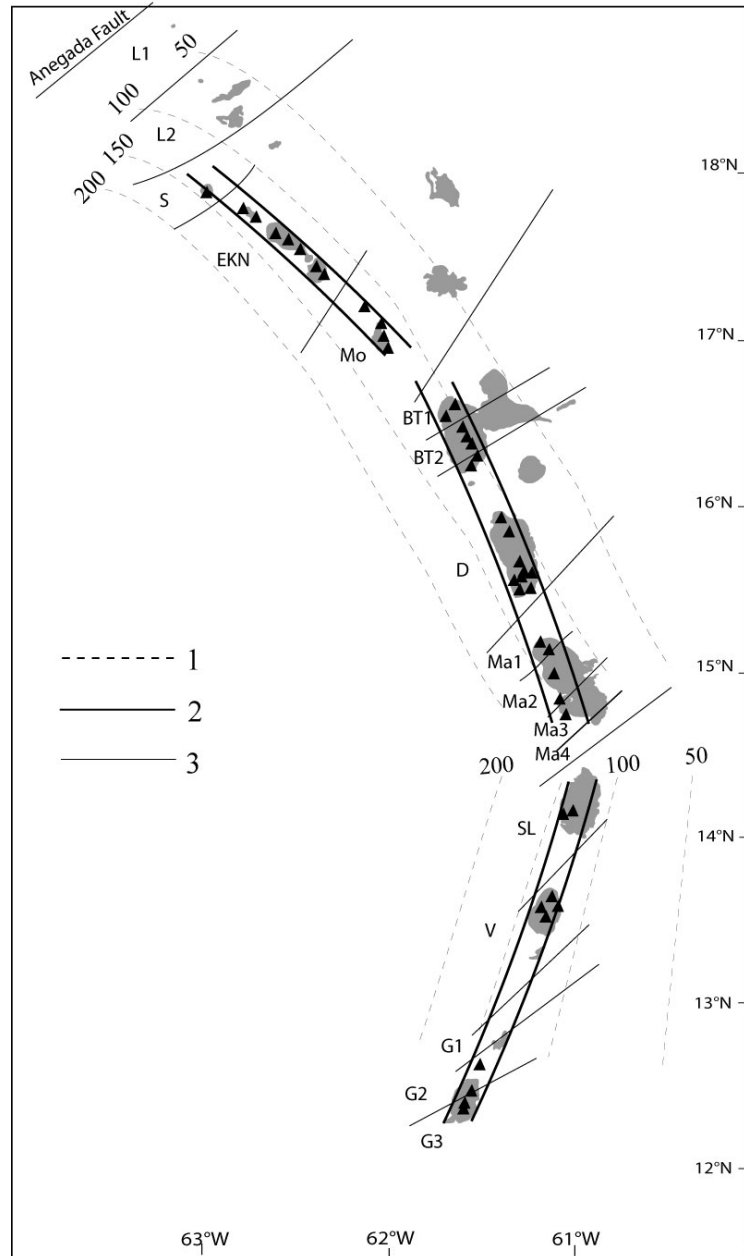 Anegada Fault
L1
50
100
L2
150
200
18°N
S
EKN
17°N
Mo
BT1
BT2
16°N
D
1
15°N
Ma1
2
Ma2
Ma3
3
Ma4
200
100
50
SL
14°N
V
13°N
G1
G2
G3
12°N
63°W
62°W
61°W